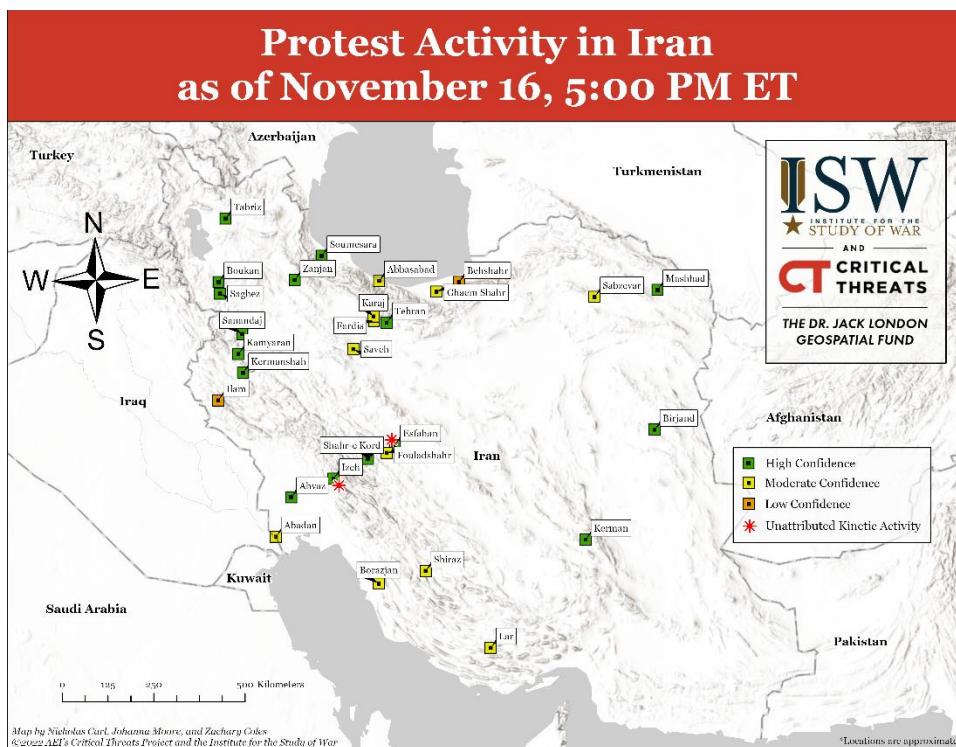 Protest Activity in Iran
as of November 16, 5:00 PM ET
Azerbaijan
Turkey
Turkmenistan
ISW
INSTITUTE FOR THE
STUDY OF WAR
AND
CT CRITICAL
THREATS
THE DR. JACK LONDON
GEOSPATIAL FUND
N
W E
S
Tabriz
Soumesara
Boukan
Zanjan
Abbasabad
Behshahr
Mashhad
Saghez
Ghaem Shahr
Sabzevar
Karaj
Tehran
Fardis
Sanandaj
Kamyaran
Saveh
Kermanshah
Ilam
Iraq
Afghanistan
Birjand
Esfahan
Shahr-e Kord
Fouladshahr
Iran
Izeh
Ahvaz
High Confidence
Moderate Confidence
Low Confidence
Unattributed Kinetic Activity
Abadan
Kerman
Kuwait
Borazjan
Shiraz
Saudi Arabia
Pakistan
Lar
0 125 250 500 Kilometers
Map by Nicholas Carl, Johanna Moore, and Zachary Coles
©2022 AEI's Critical Threats Project and the Institute for the Study of War
*Locations are approximate